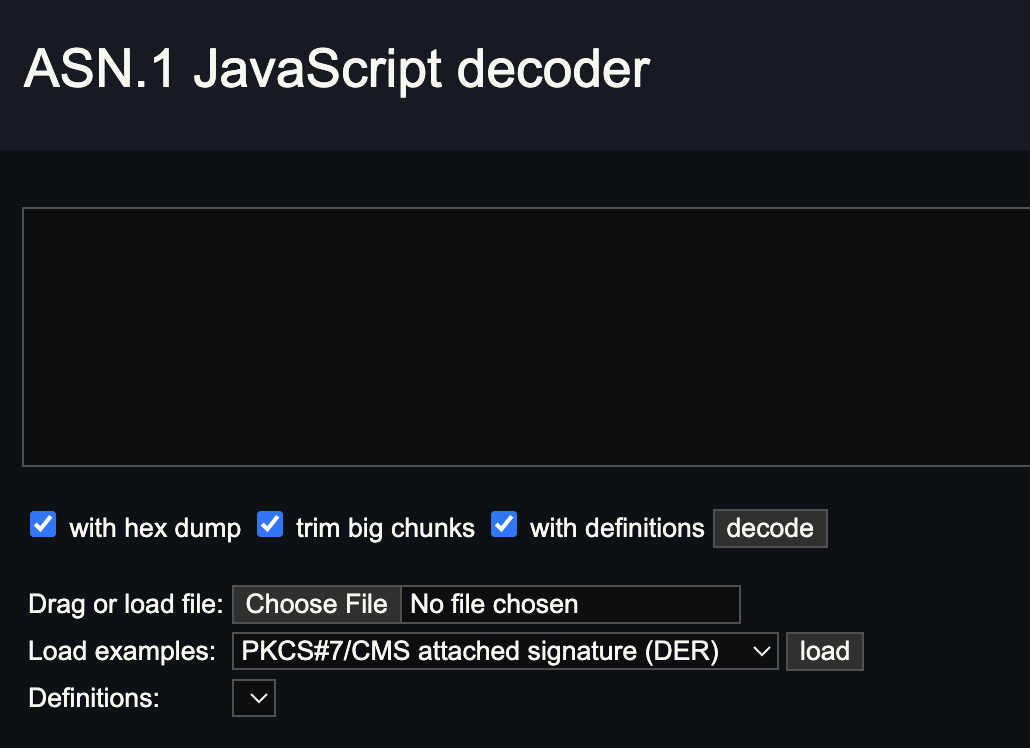 ASN.1 JavaScript decoder
with hex dump trim big chunks with definitions decode
Drag or load file: Choose File No file chosen
Load examples: PKCS#7/CMS attached signature (DER) load
Definitions: